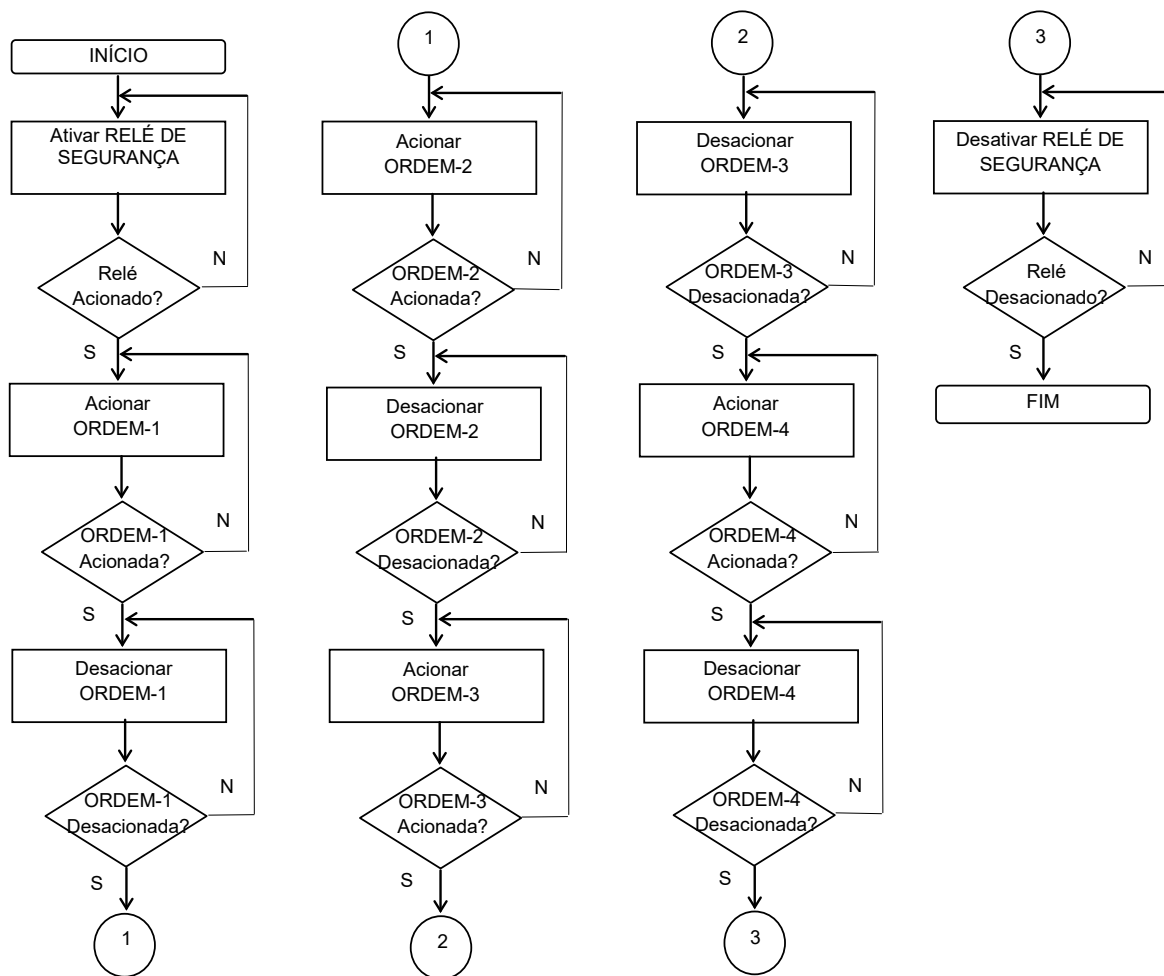 INÍCIO
Ativar RELÉ DE
SEGURANÇA
Relé
Acionado?
N
S
Acionar
ORDEM-1
ORDEM-1
Acionada?
N
S
Desacionar
ORDEM-1
ORDEM-1
Desacionada?
N
S
1
1
Acionar
ORDEM-2
ORDEM-2
Acionada?
N
S
Desacionar
ORDEM-2
ORDEM-2
Desacionada?
N
S
Acionar
ORDEM-3
ORDEM-3
Acionada?
N
S
2
2
Desacionar
ORDEM-3
ORDEM-3
Desacionada?
N
S
Acionar
ORDEM-4
ORDEM-4
Acionada?
N
S
Desacionar
ORDEM-4
ORDEM-4
Desacionada?
N
S
3
3
Desativar RELÉ DE
SEGURANÇA
Relé
Desacionado?
N
S
FIM